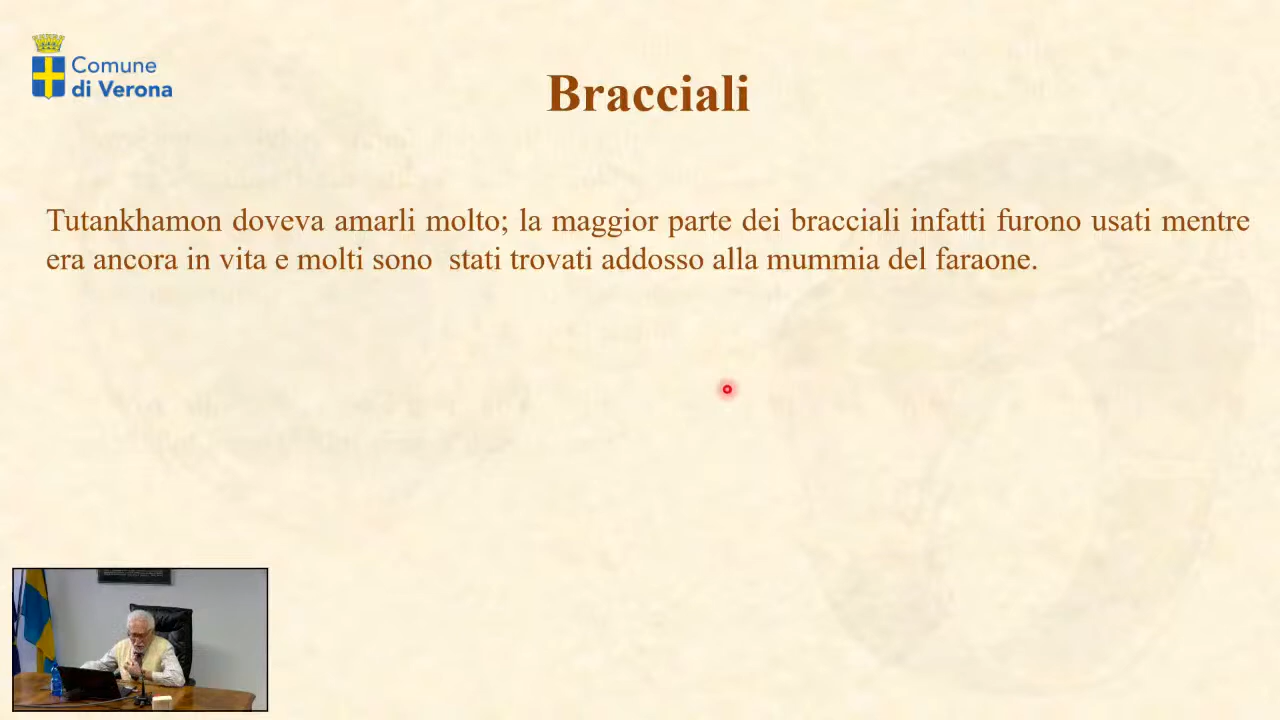 Comune
di Verona
Bracciali
Tutankhamon doveva amarli molto; la maggior parte dei bracciali infatti furono usati mentre
era ancora in vita e molti sono  stati trovati addosso alla mummia del faraone.